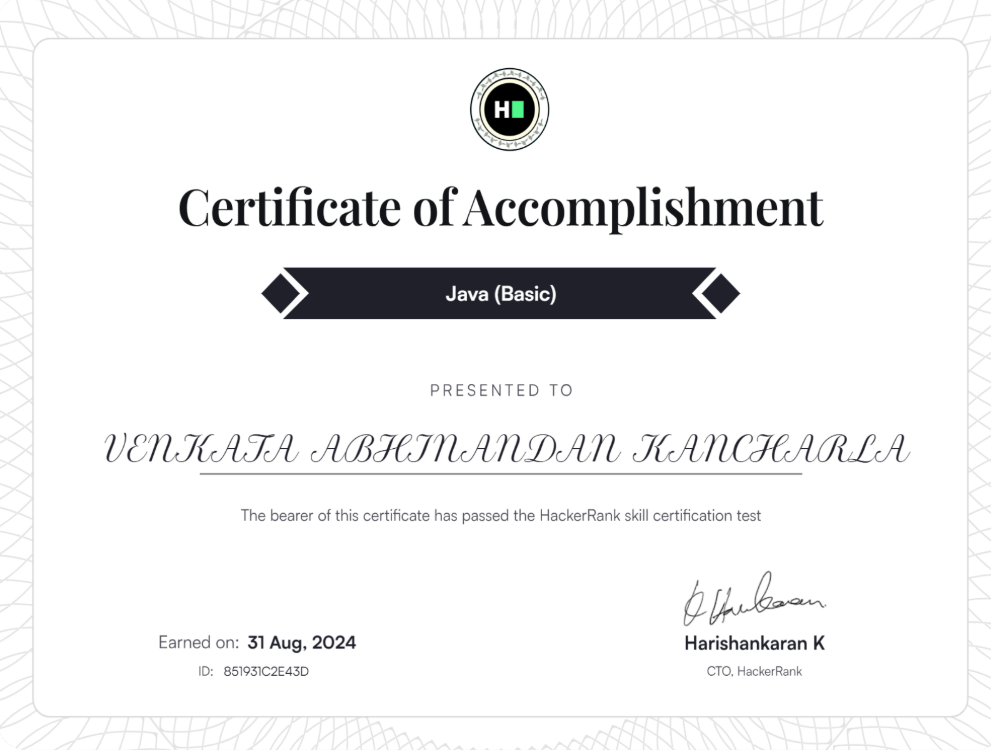 H
Certificate of Accomplishment
Java (Basic)
PRESENTED TO
VENKATA ABHINANDAN KANCHARLA
The bearer of this certificate has passed the HackerRank skill certification test
Earned on: 31 Aug, 2024
ID: 851931C2E43D
Harishankaran K
CTO, HackerRank